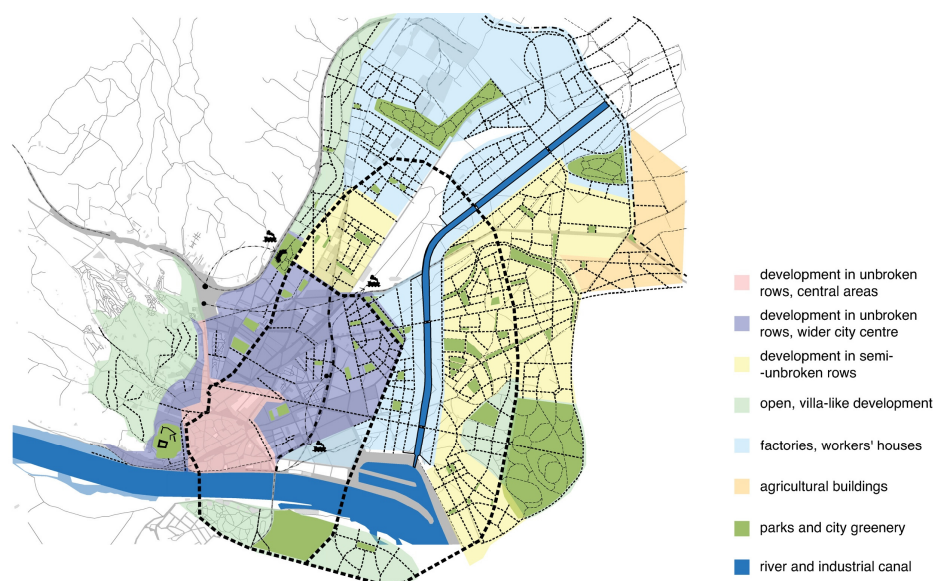 development in unbroken
rows, central areas
development in unbroken
rows, wider city centre
development in semi-
-unbroken rows
open, villa-like development
factories, workers' houses
agricultural buildings
parks and city greenery
river and industrial canal